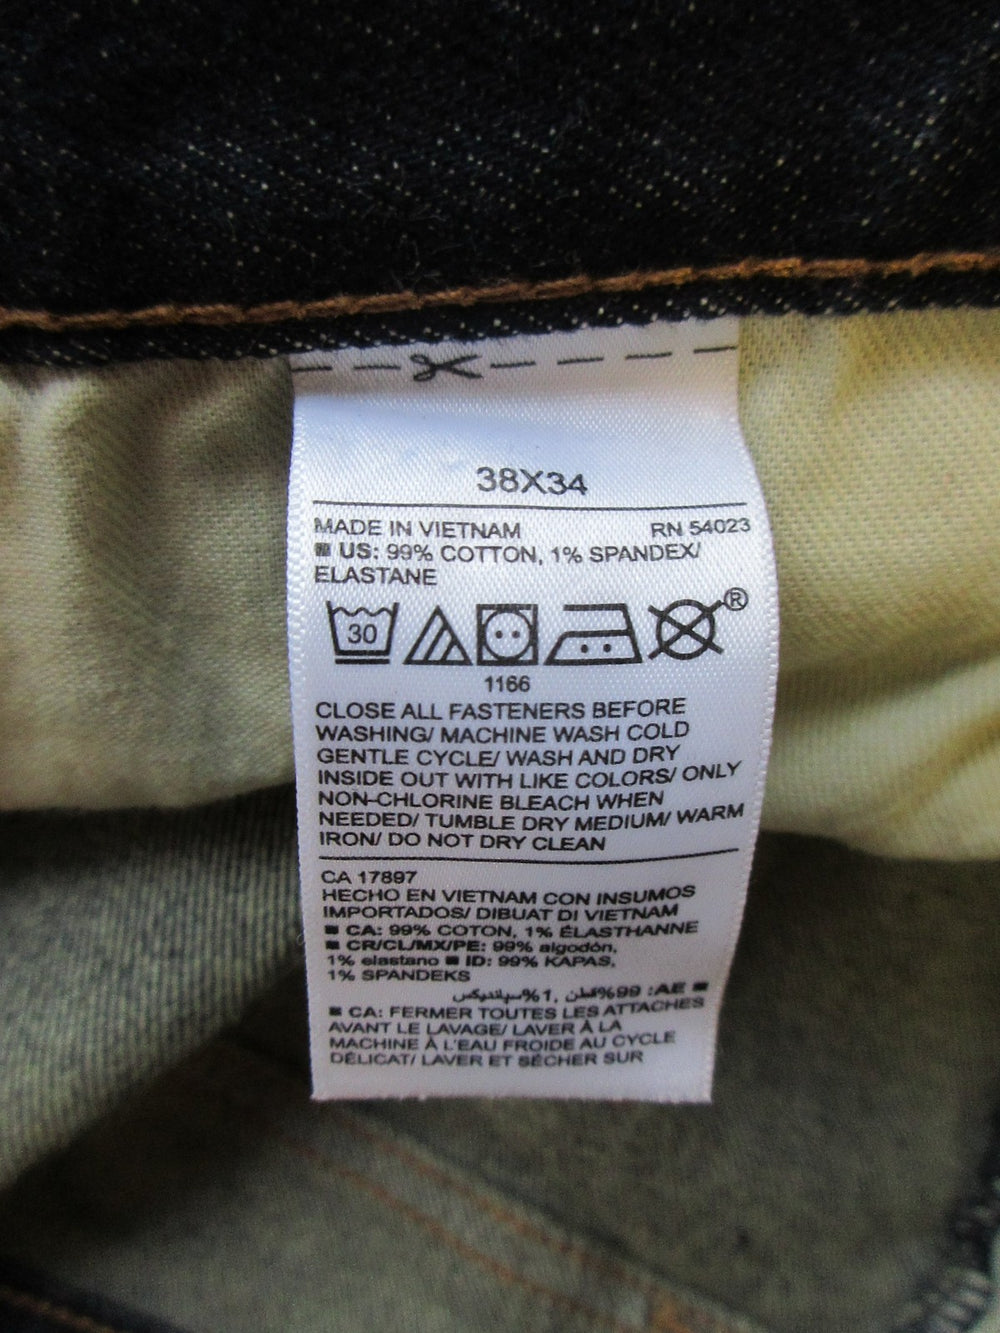 38X34
MADE IN VIETNAM RN 54023
■ US: 99% COTTON, 1% SPANDEX/
ELASTANE
30
®
1166
CLOSE ALL FASTENERS BEFORE
WASHING/ MACHINE WASH COLD
GENTLE CYCLE/ WASH AND DRY
INSIDE OUT WITH LIKE COLORS/ ONLY
NON-CHLORINE BLEACH WHEN
NEEDED/ TUMBLE DRY MEDIUM/ WARM
IRON/ DO NOT DRY CLEAN
CA 17897
HECHO EN VIETNAM CON INSUMOS
IMPORTADOS/ DIBUAT DI VIETNAM
■ CA: 99% COTON, 1% ÉLASTHANNE
■ CR/CL/MX/PE: 99% algodón,
1% elastano ■ ID: 99% KAPAS,
1% SPANDEKS
■ AE: 99% قطن, 1% سپاندیکس
■ CA: FERMER TOUTES LES ATTACHES
AVANT LE LAVAGE/ LAVER À LA
MACHINE À L'EAU FROIDE AU CYCLE
DÉLICAT/ LAVER ET SÉCHER SUR